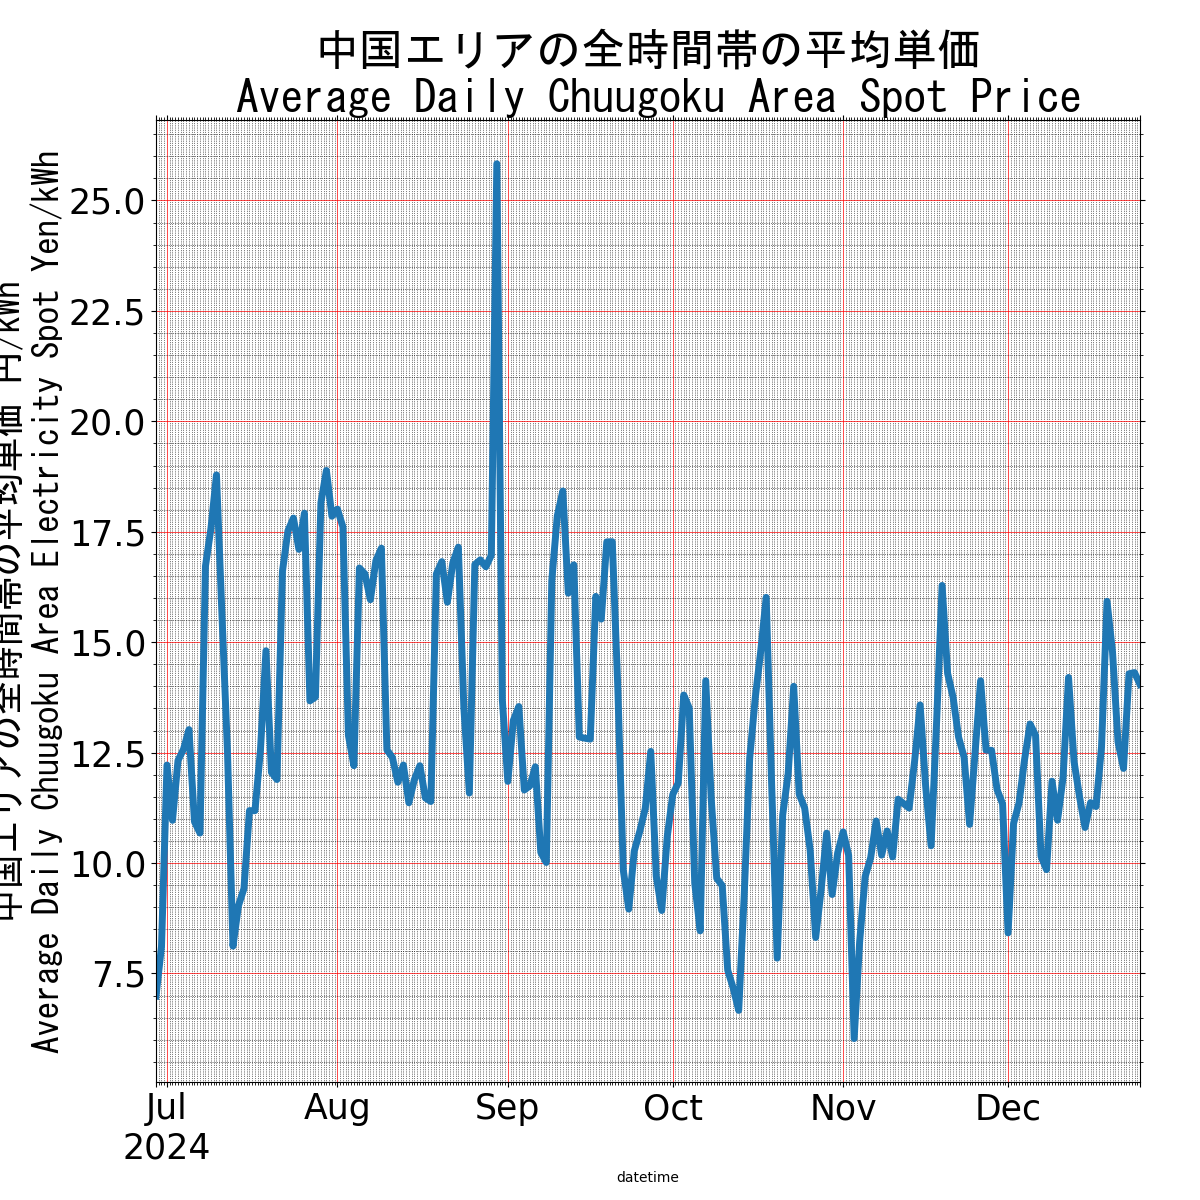 中国エリアの全時間帯の平均単価
Average Daily Chuugoku Area Spot Price
中国エリアの全時間帯の平均単価 円/kWh
Average Daily Chuugoku Area Electricity Spot Yen/kWh
25.0
22.5
20.0
17.5
15.0
12.5
10.0
7.5
Jul Aug Sep Oct Nov Dec
2024
datetime